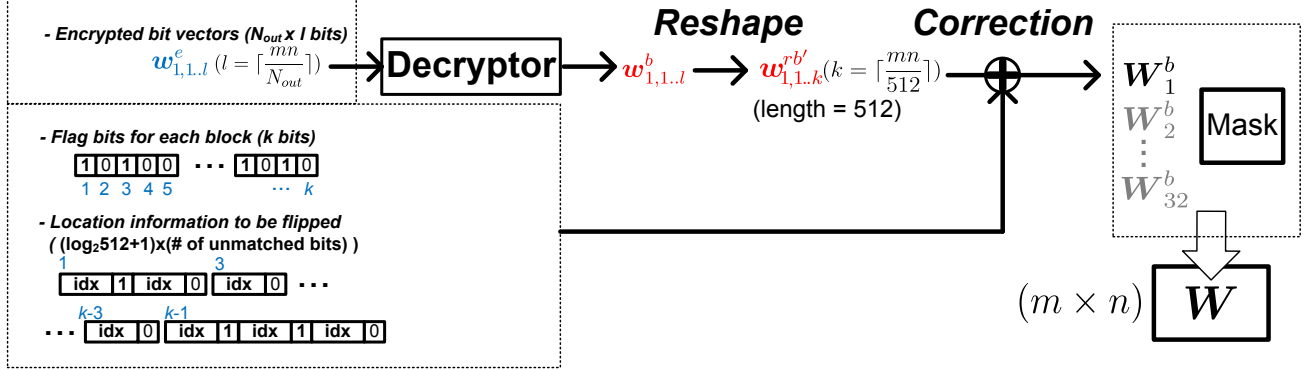 - Encrypted bit vectors (N_out x l bits)
w^e_{1,1..l} (l = ⌈mn/N_out⌉)
Decryptor
w^b_{1,1..l}
Reshape
w^{rb'}_{1,1..k} (k = ⌈mn/512⌉)
(length = 512)
Correction
W^b_1
W^b_2
⋮
W^b_32
Mask
- Flag bits for each block (k bits)
1 0 1 0 0 ··· 1 0 1 0
1 2 3 4 5 ··· k
- Location information to be flipped
( (log₂512+1)x(# of unmatched bits) )
1 3
idx 1 idx 0 idx 0 ···
k-3 k-1
··· idx 0 idx 1 idx 1 idx 0
(m × n) W